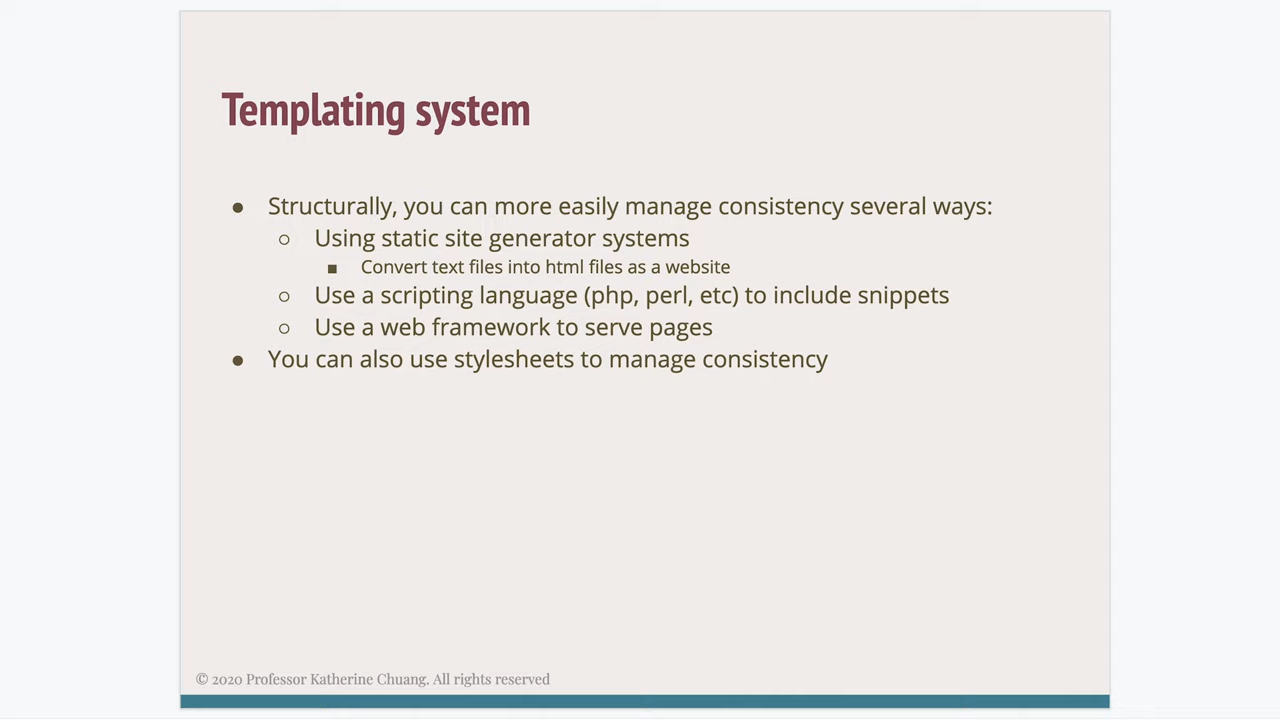 Templating system
● Structurally, you can more easily manage consistency several ways:
○ Using static site generator systems
■ Convert text files into html files as a website
○ Use a scripting language (php, perl, etc) to include snippets
○ Use a web framework to serve pages
● You can also use stylesheets to manage consistency
© 2020 Professor Katherine Chuang. All rights reserved